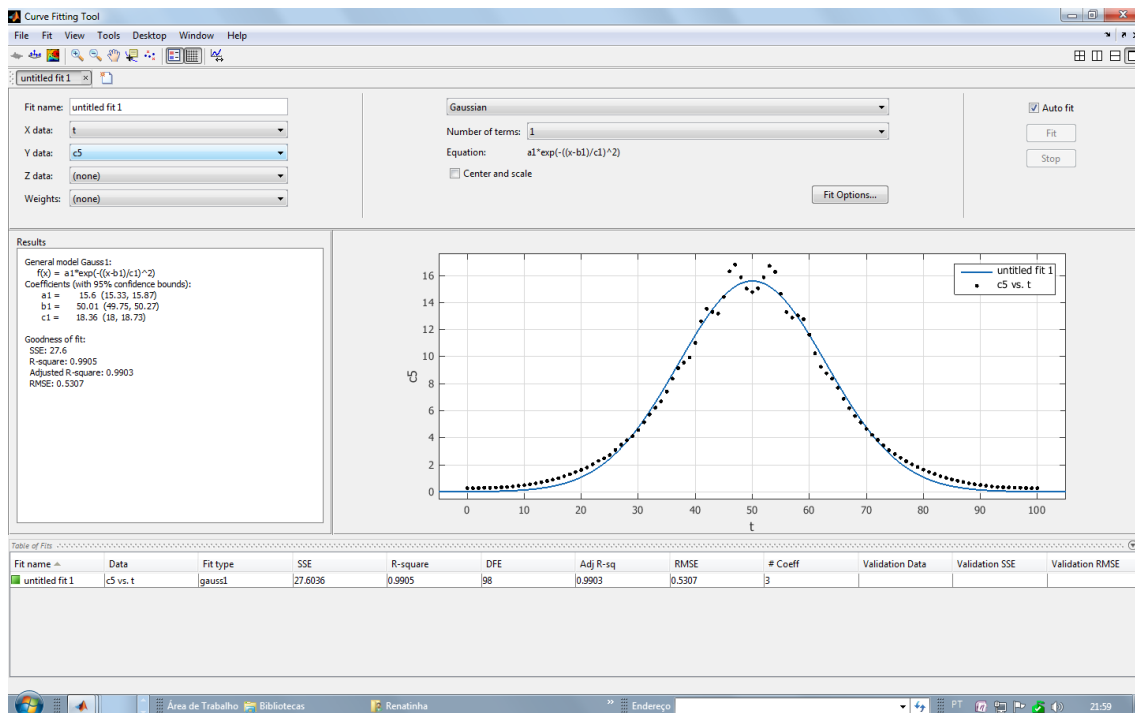 Curve Fitting Tool
File Fit View Tools Desktop Window Help
untitled fit 1
Fit name: untitled fit 1
X data: t
Y data: c5
Z data: (none)
Weights: (none)
Gaussian
Number of terms: 1
Equation: a1*exp(-((x-b1)/c1)^2)
Center and scale
Fit Options...
Auto fit
Fit
Stop
Results
General model Gauss1:
f(x) = a1*exp(-((x-b1)/c1)^2)
Coefficients (with 95% confidence bounds):
a1 = 15.6 (15.33, 15.87)
b1 = 50.01 (49.75, 50.27)
c1 = 18.36 (18, 18.73)
Goodness of fit:
SSE: 27.6
R-square: 0.9905
Adjusted R-square: 0.9903
RMSE: 0.5307
untitled fit 1
c5 vs. t
16
14
12
10
8
6
4
2
0
c5
0 10 20 30 40 50 60 70 80 90 100
t
Table of Fits
Fit name Data Fit type SSE R-square DFE Adj R-sq RMSE # Coeff Validation Data Validation SSE Validation RMSE
untitled fit 1 c5 vs. t gauss1 27.6036 0.9905 98 0.9903 0.5307 3
Área de Trabalho Bibliotecas Renatinha » Endereço PT 21:59